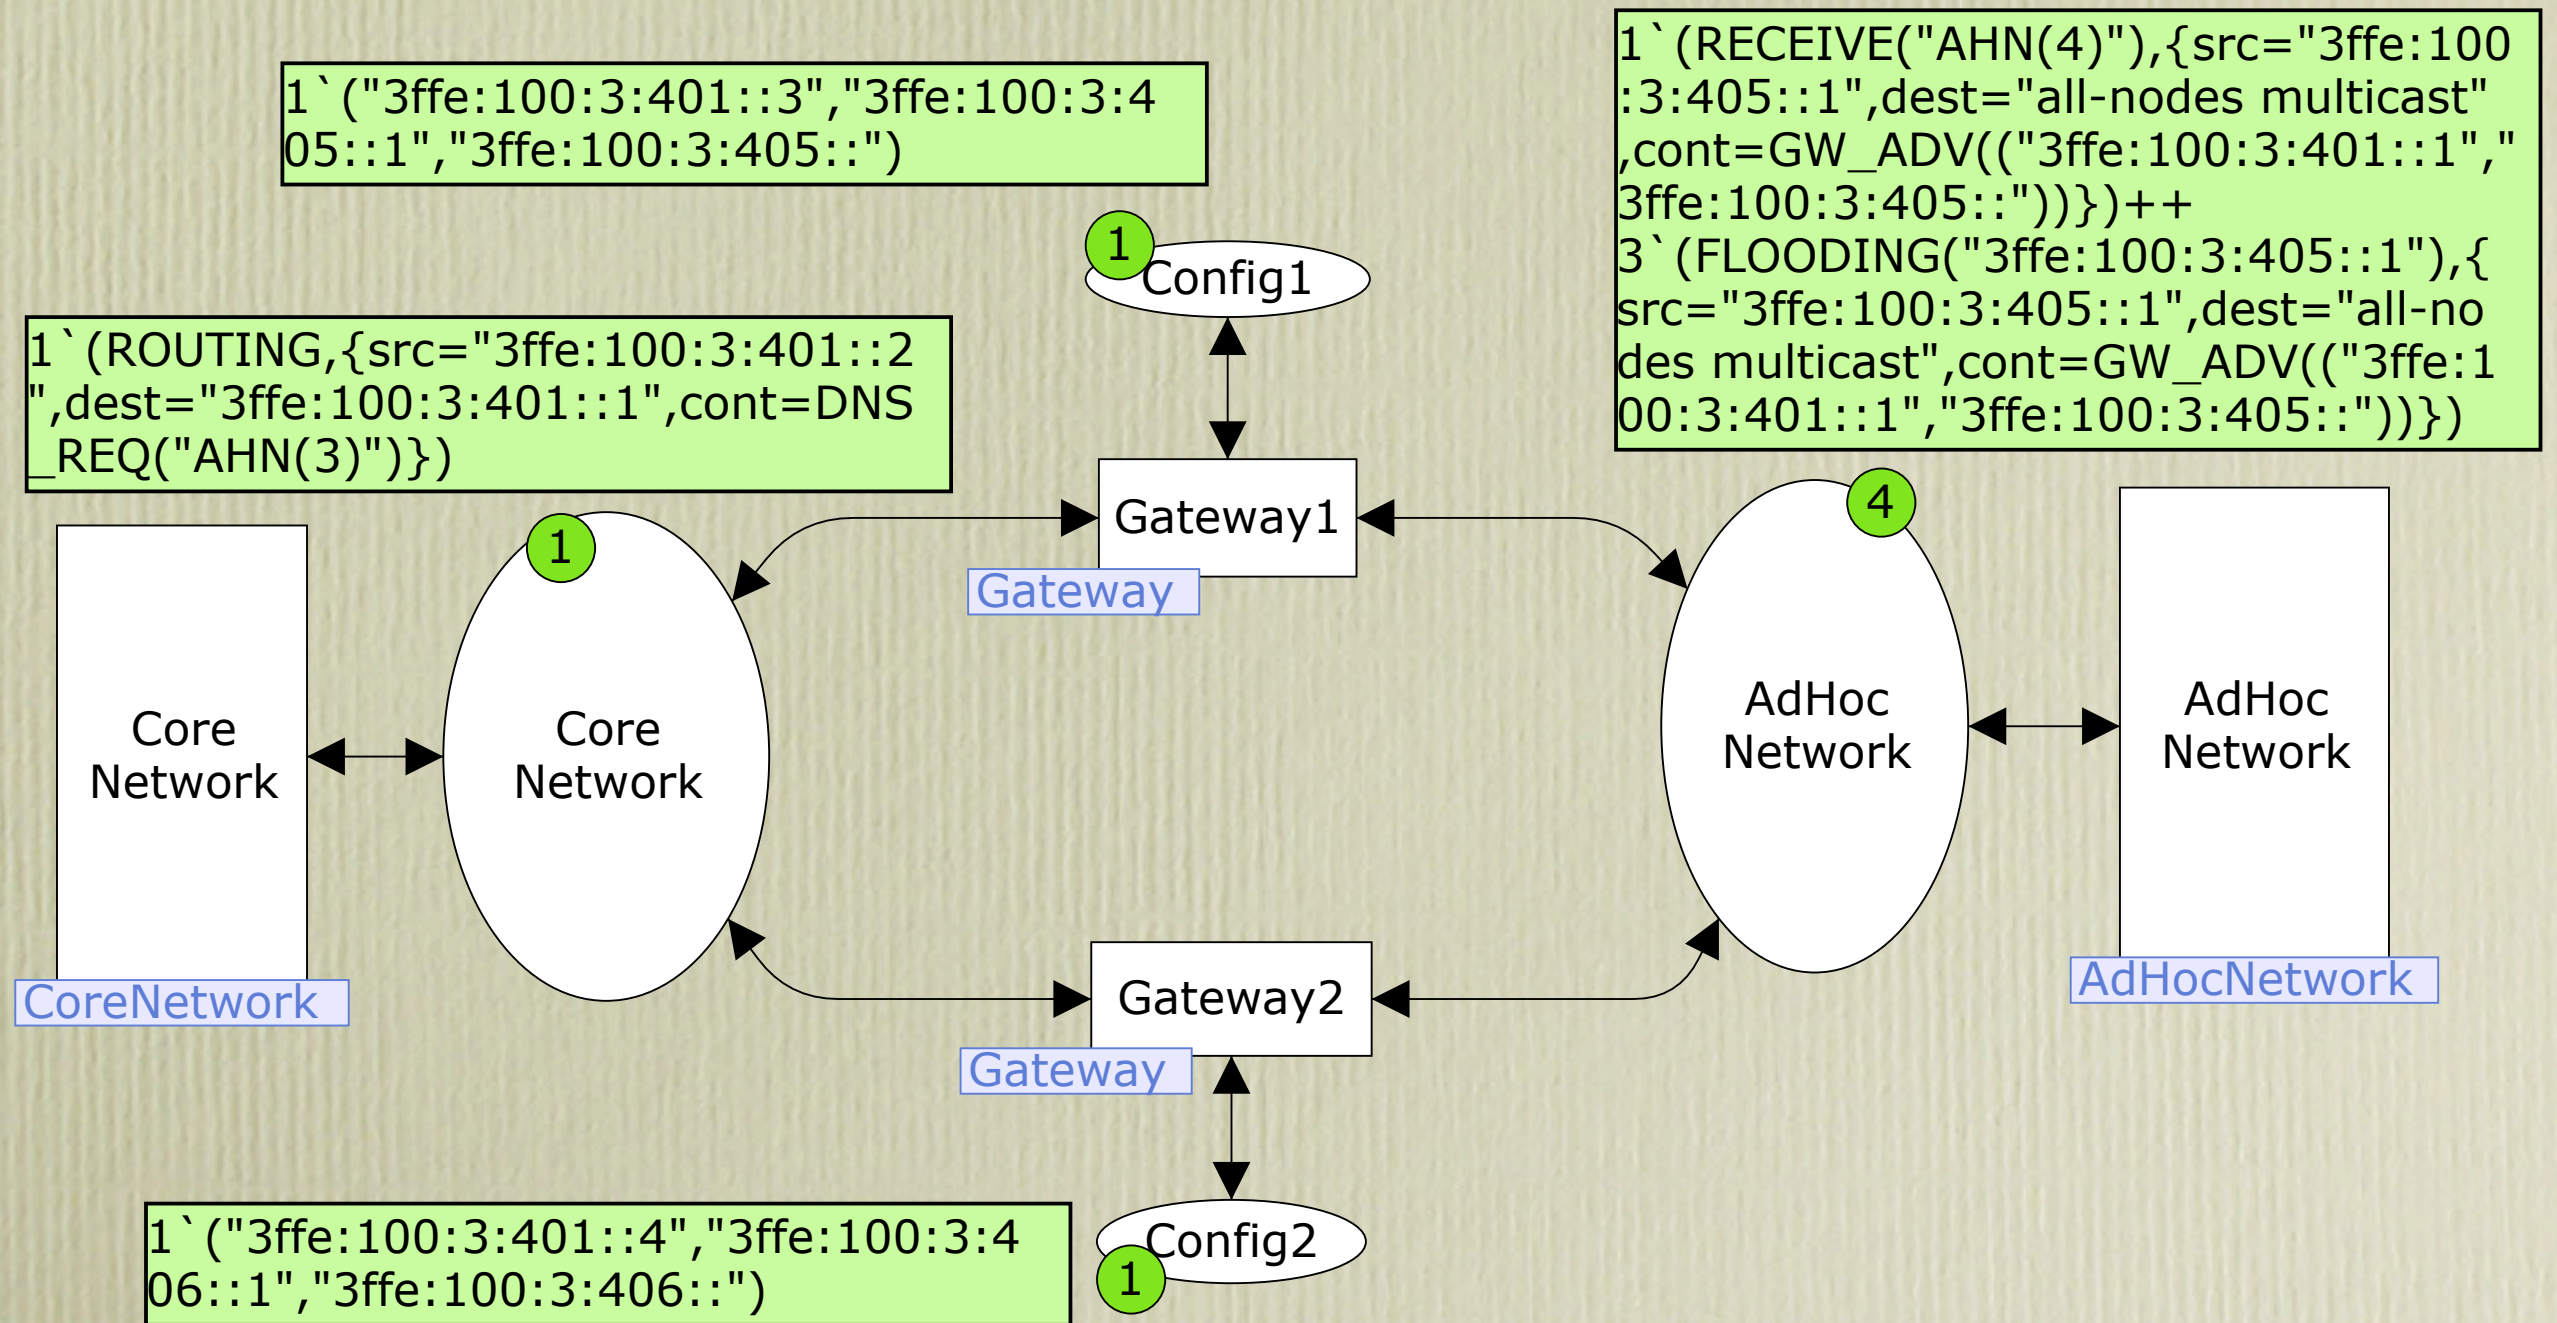 1`("3ffe:100:3:401::3","3ffe:100:3:4
05::1","3ffe:100:3:405::")
1`(RECEIVE("AHN(4)"),{src="3ffe:100
:3:405::1",dest="all-nodes multicast"
,cont=GW_ADV(("3ffe:100:3:401::1","
3ffe:100:3:405::"))})++
3`(FLOODING("3ffe:100:3:405::1"),{
src="3ffe:100:3:405::1",dest="all-no
des multicast",cont=GW_ADV(("3ffe:1
00:3:401::1","3ffe:100:3:405::"))})
1
Config1
1`(ROUTING,{src="3ffe:100:3:401::2
",dest="3ffe:100:3:401::1",cont=DNS
_REQ("AHN(3)")})
1
Gateway1
Gateway
4
Core
Network
Core
Network
AdHoc
Network
AdHoc
Network
CoreNetwork
Gateway2
Gateway
AdHocNetwork
1`("3ffe:100:3:401::4","3ffe:100:3:4
06::1","3ffe:100:3:406::")
Config2
1